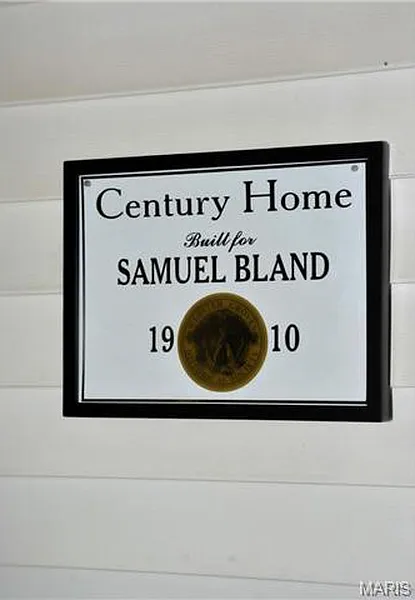 Century Home
Built for
SAMUEL BLAND
19 10
MARIS